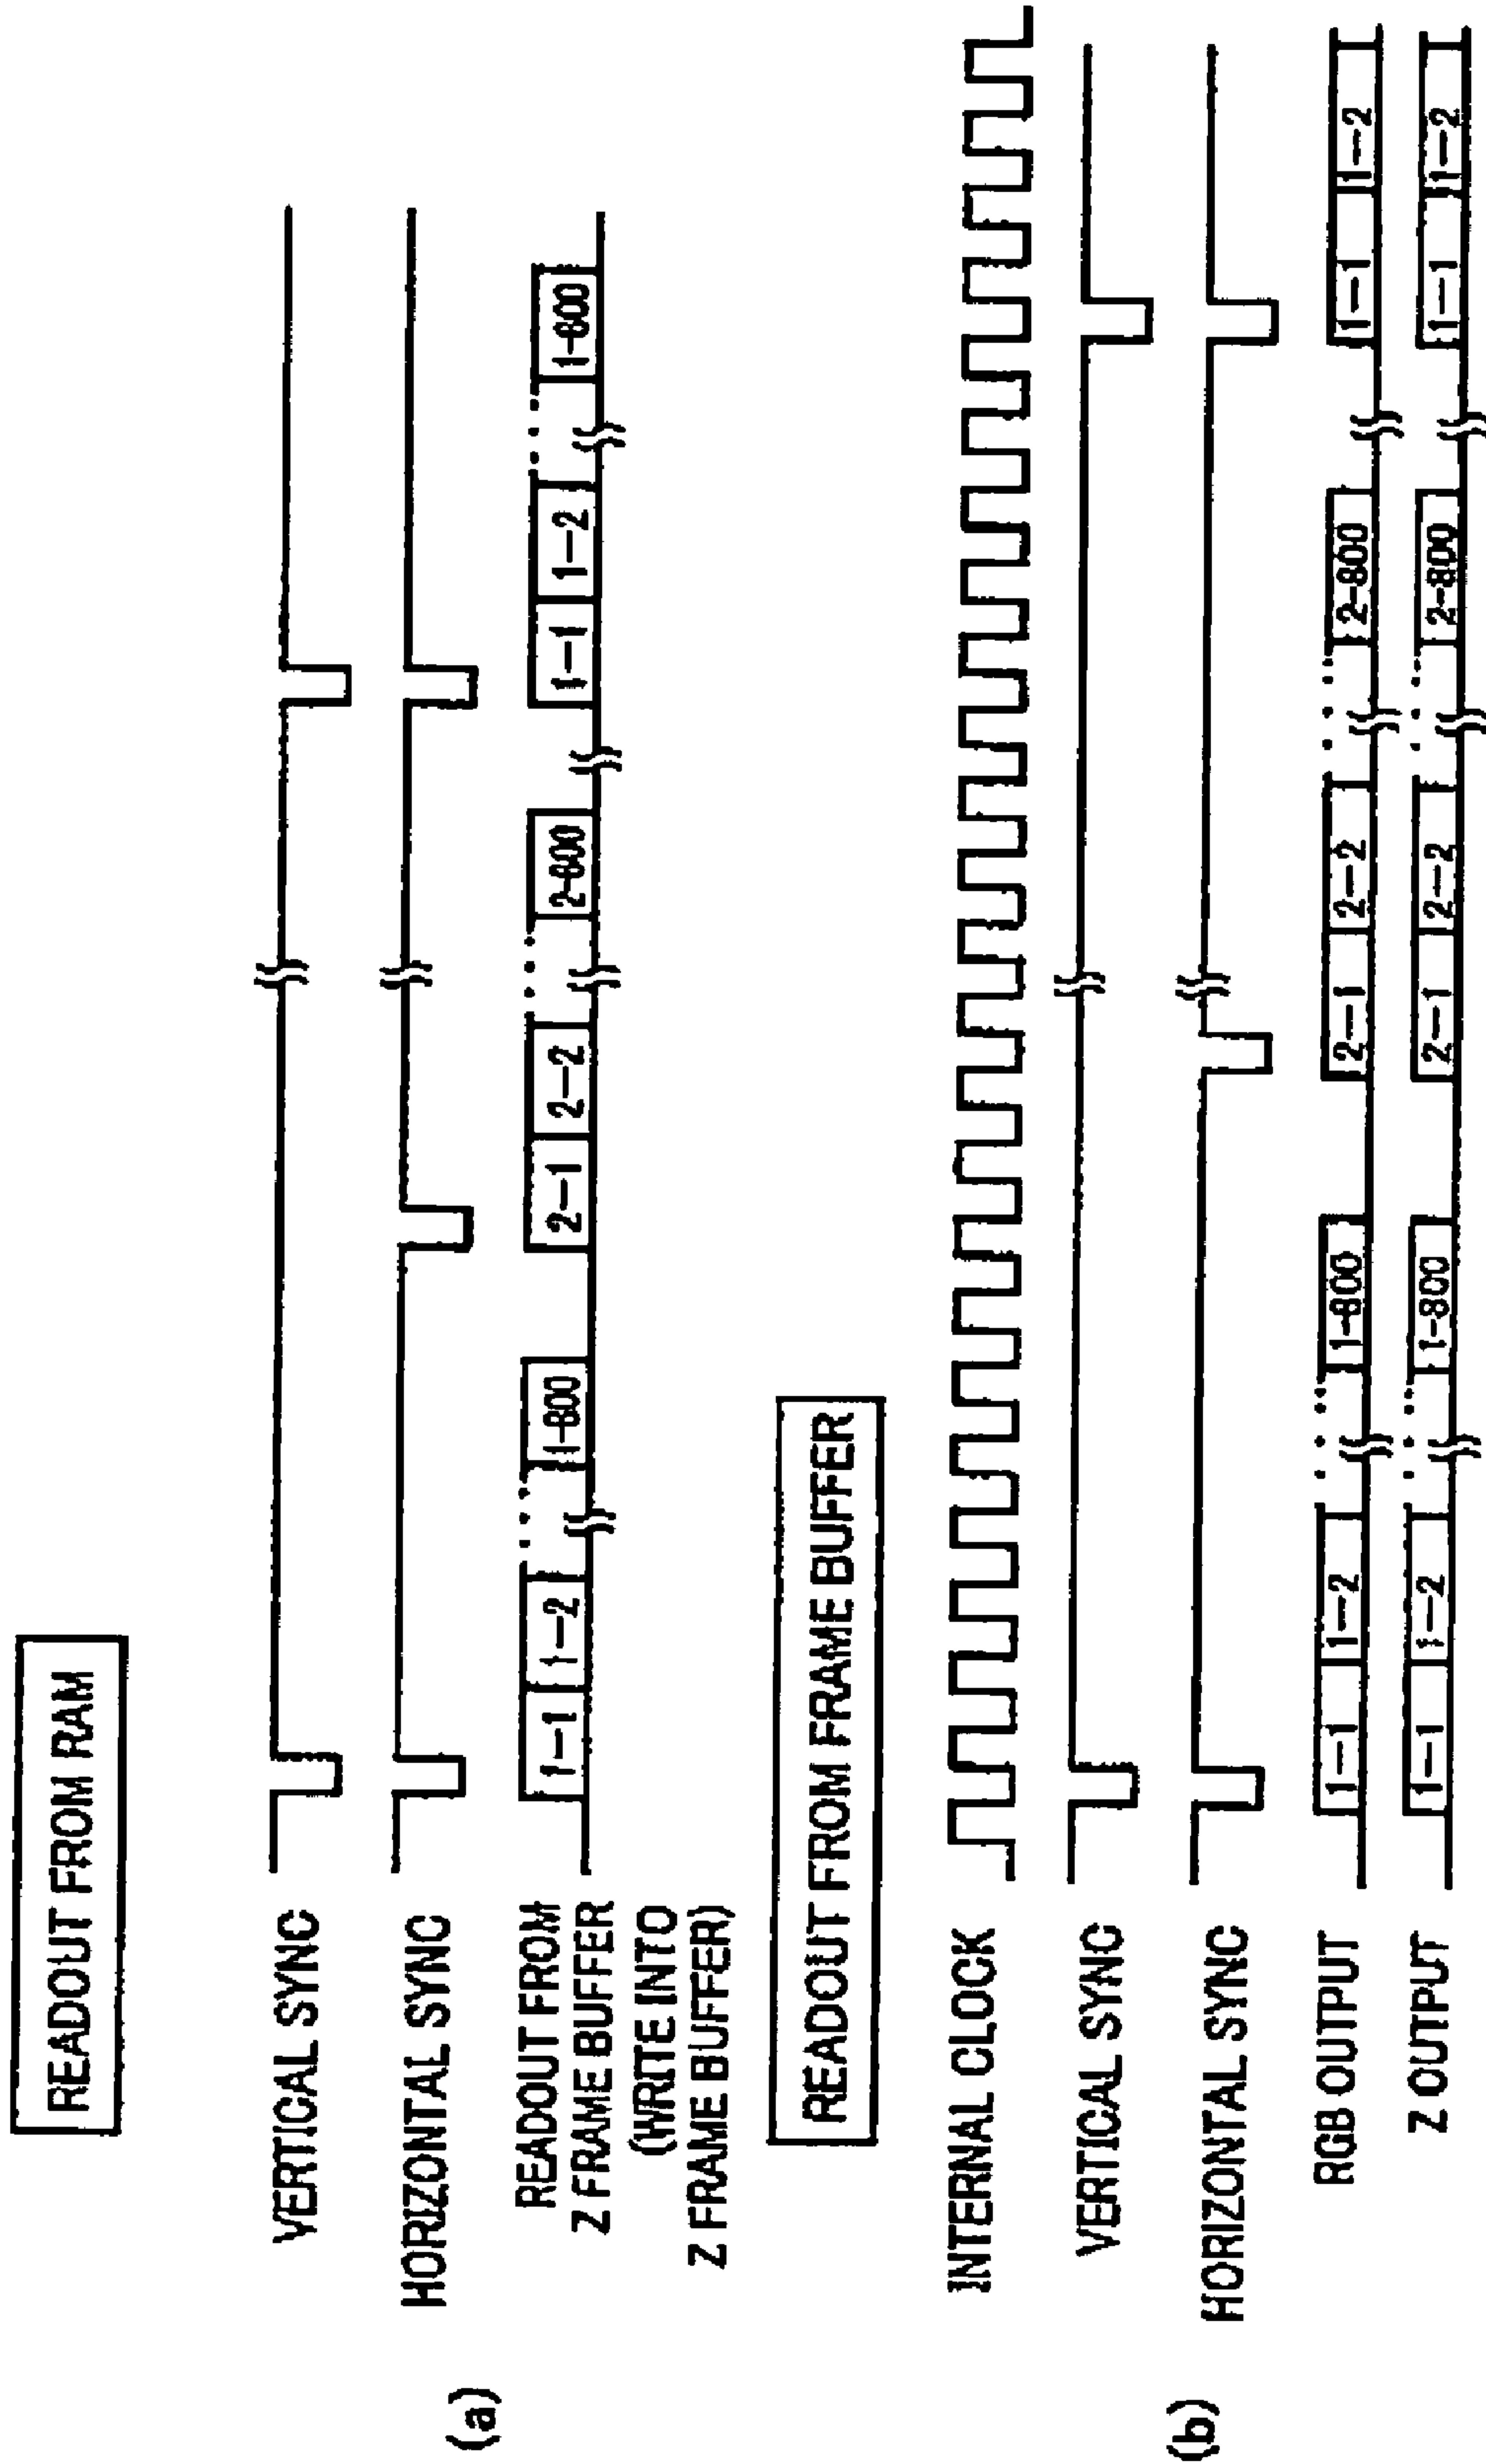 READOUT FROM RAM
(a)
VERTICAL SYNC
HORIZONTAL SYNC
READOUT FROM
Z FRAME BUFFER
(WRITE INTO
Z FRAME BUFFER)
1—1 1—2 1-800 2—1 2—2 2-800 1—1 1—2 1-800
READOUT FROM FRAME BUFFER
(b)
INTERNAL CLOCK
VERTICAL SYNC
HORIZONTAL SYNC
RGB OUTPUT
1—1 1—2 1-800 2—1 2—2 2-800 1—1 1—2
Z OUTPUT
1—1 1—2 1-800 2—1 2—2 2-800 1—1 1—2